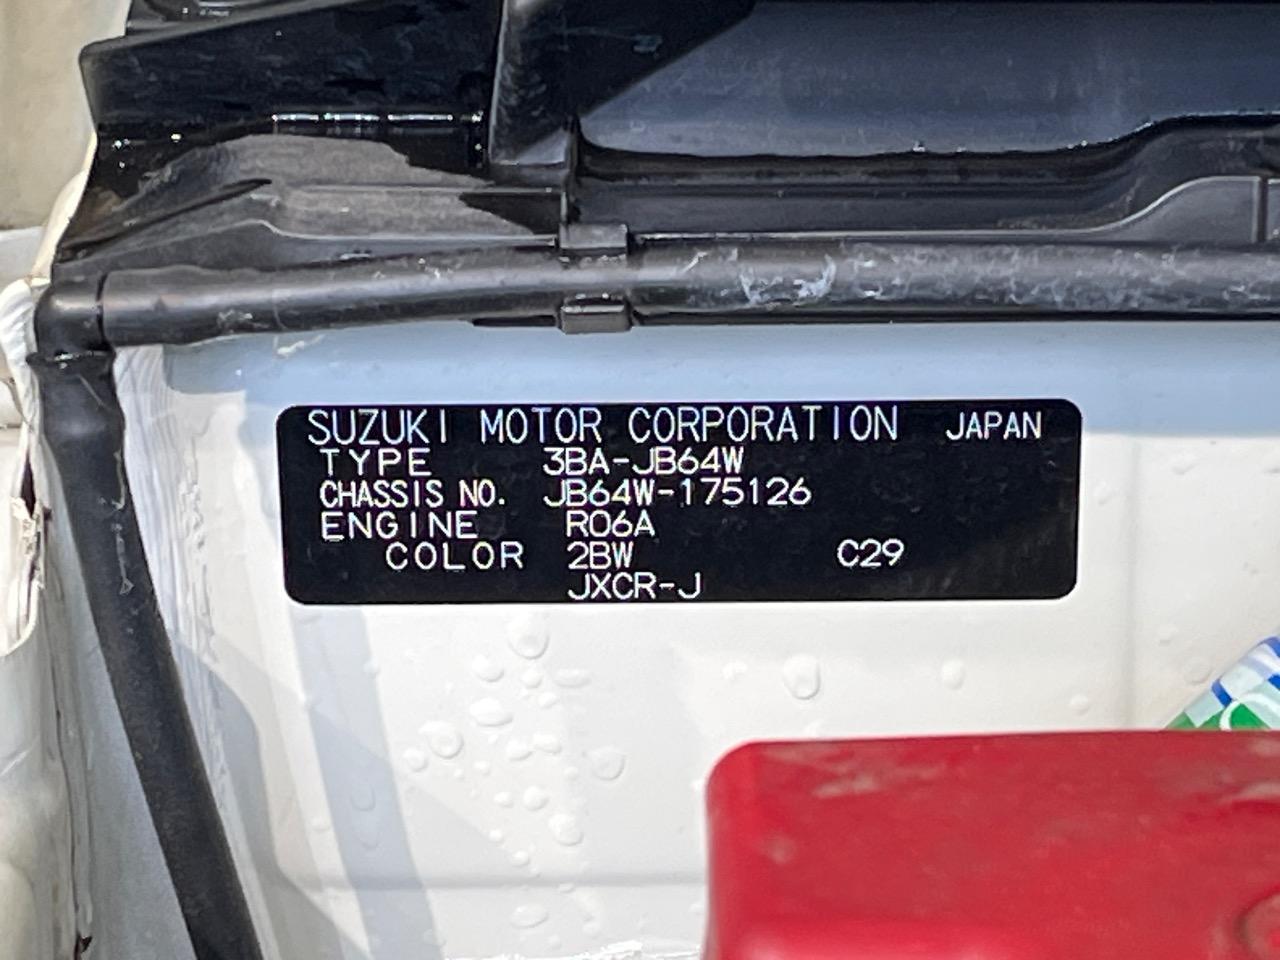 SUZUKI MOTOR CORPORATION JAPAN
TYPE 3BA-JB64W
CHASSIS NO. JB64W-175126
ENGINE R06A
COLOR 2BW C29
JXCR-J